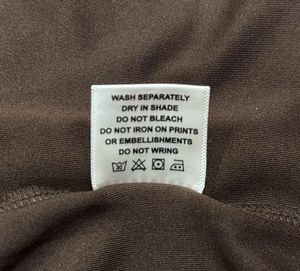 WASH SEPARATELY
DRY IN SHADE
DO NOT BLEACH
DO NOT IRON ON PRINTS
OR EMBELLISHMENTS
DO NOT WRING